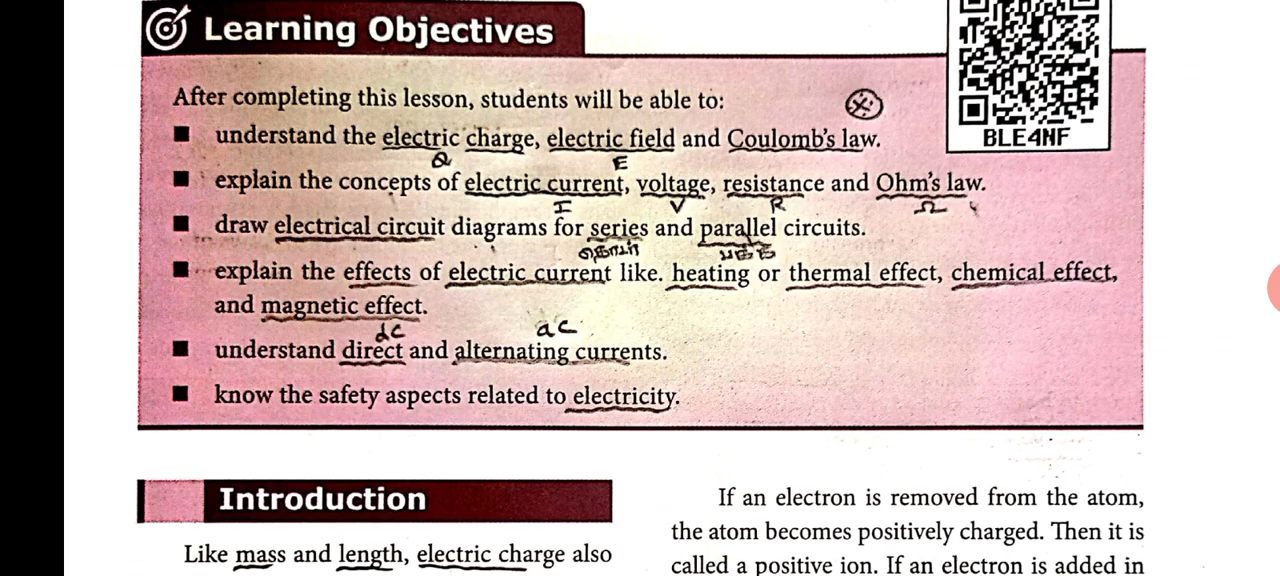 Learning Objectives
After completing this lesson, students will be able to:
BLE4NF
■ understand the electric charge, electric field and Coulomb's law.
Q E
■ explain the concepts of electric current, voltage, resistance and Ohm's law.
I V R Ω
■ draw electrical circuit diagrams for series and parallel circuits.
■ explain the effects of electric current like. heating or thermal effect, chemical effect,
and magnetic effect.
dc ac
■ understand direct and alternating currents.
■ know the safety aspects related to electricity.
Introduction
Like mass and length, electric charge also
If an electron is removed from the atom,
the atom becomes positively charged. Then it is
called a positive ion. If an electron is added in